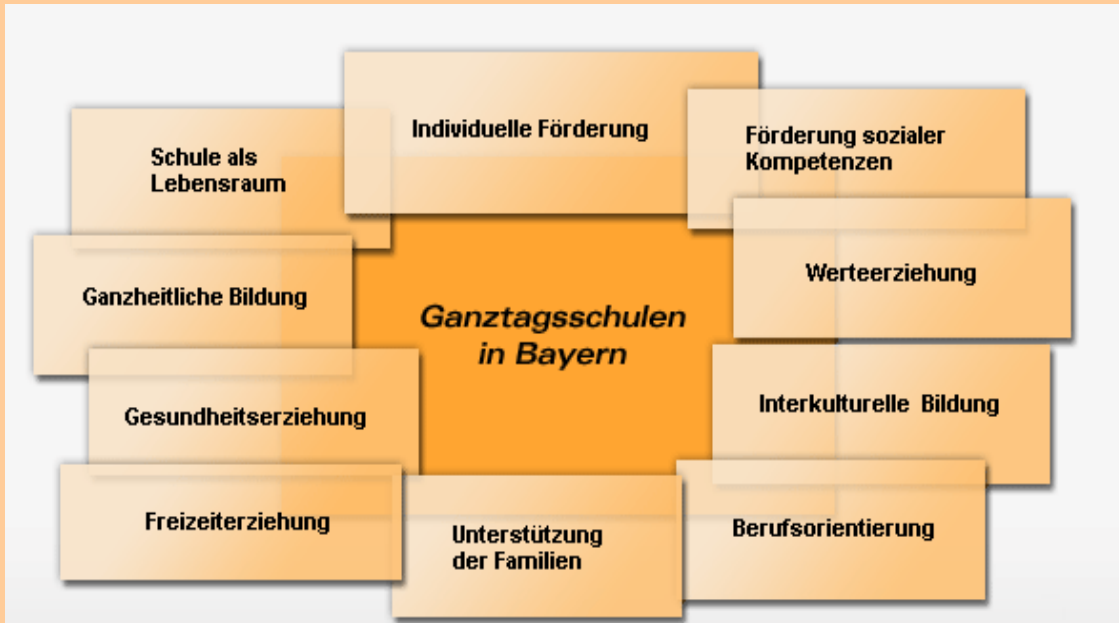 Individuelle Förderung
Förderung sozialer
Kompetenzen
Schule als
Lebensraum
Werteerziehung
Ganzheitliche Bildung
Ganztagsschulen
in Bayern
Interkulturelle Bildung
Gesundheitserziehung
Freizeiterziehung
Unterstützung
der Familien
Berufsorientierung